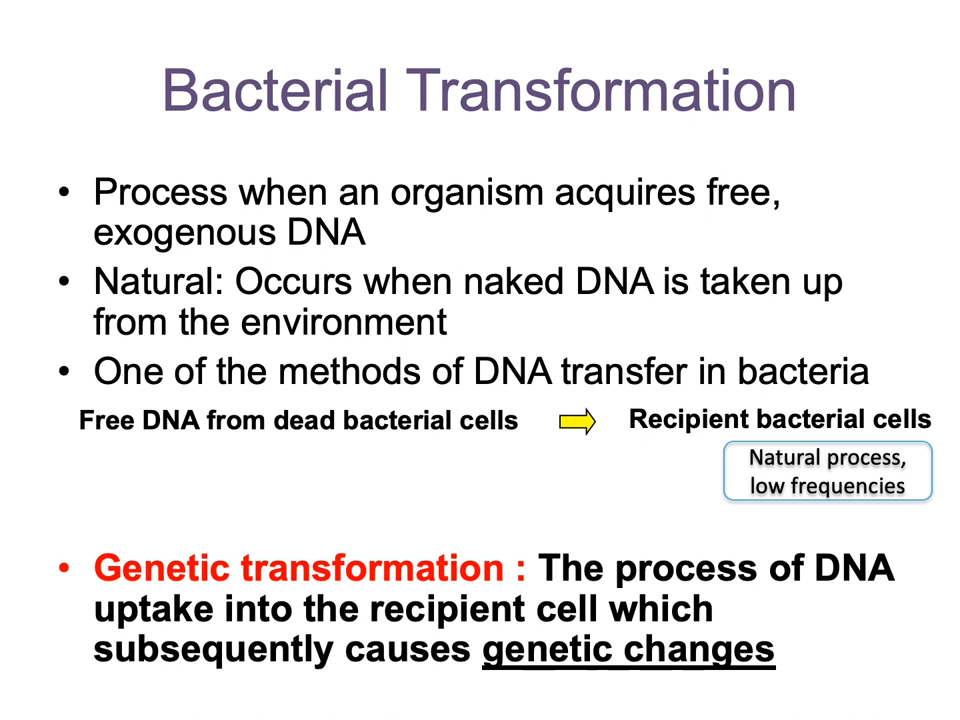 Bacterial Transformation
• Process when an organism acquires free,
exogenous DNA
• Natural: Occurs when naked DNA is taken up
from the environment
• One of the methods of DNA transfer in bacteria
Free DNA from dead bacterial cells
Recipient bacterial cells
Natural process,
low frequencies
• Genetic transformation : The process of DNA
uptake into the recipient cell which
subsequently causes genetic changes